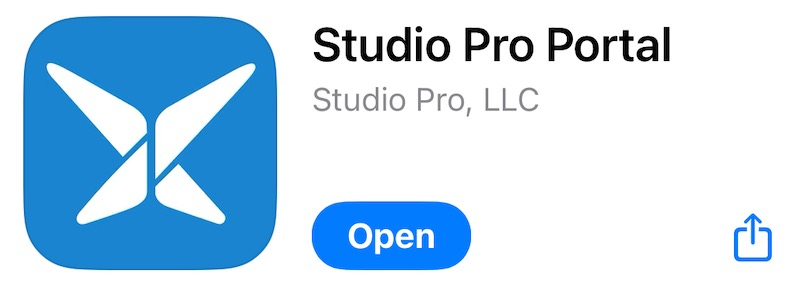 Studio Pro Portal
Studio Pro, LLC
Open